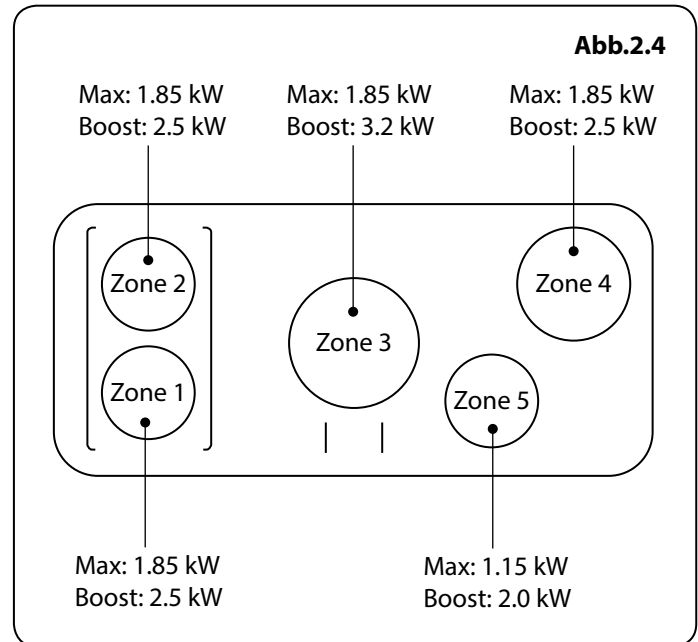 Abb.2.4
Max: 1.85 kW
Boost: 2.5 kW
Max: 1.85 kW
Boost: 3.2 kW
Max: 1.85 kW
Boost: 2.5 kW
Zone 2
Zone 4
Zone 3
Zone 1
Zone 5
Max: 1.85 kW
Boost: 2.5 kW
Max: 1.15 kW
Boost: 2.0 kW